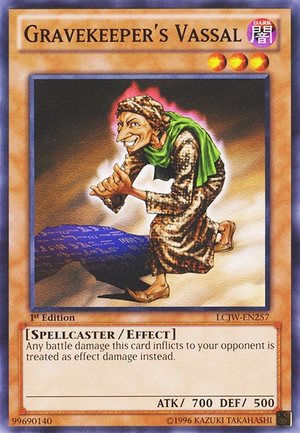 GRAVEKEEPER'S VASSAL
DARK
闇
1st Edition
LCJW-EN257
[SPELLCASTER / EFFECT]
Any battle damage this card inflicts to your opponent is
treated as effect damage instead.
ATK/ 700 DEF/ 500
99690140
©1996 KAZUKI TAKAHASHI